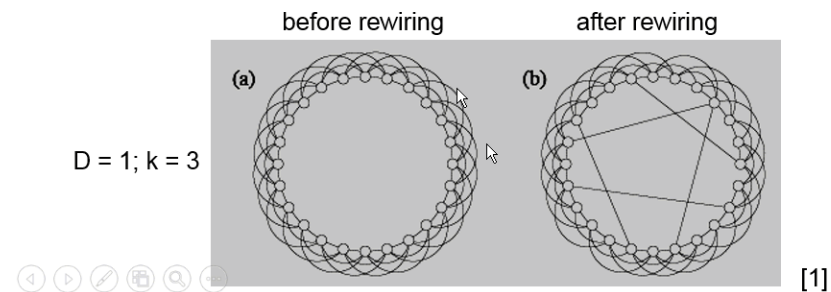 before rewiring
after rewiring
(a)
(b)
D = 1; k = 3
[1]